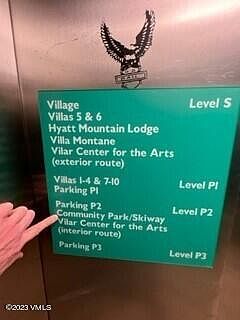 Village Level S
Villas 5 & 6
Hyatt Mountain Lodge
Villa Montane
Vilar Center for the Arts
(exterior route)
Villas 1-4 & 7-10 Level P1
Parking P1
Parking P2 Level P2
Community Park/Skiway
Vilar Center for the Arts
(interior route)
Parking P3 Level P3
©2023 VMLS